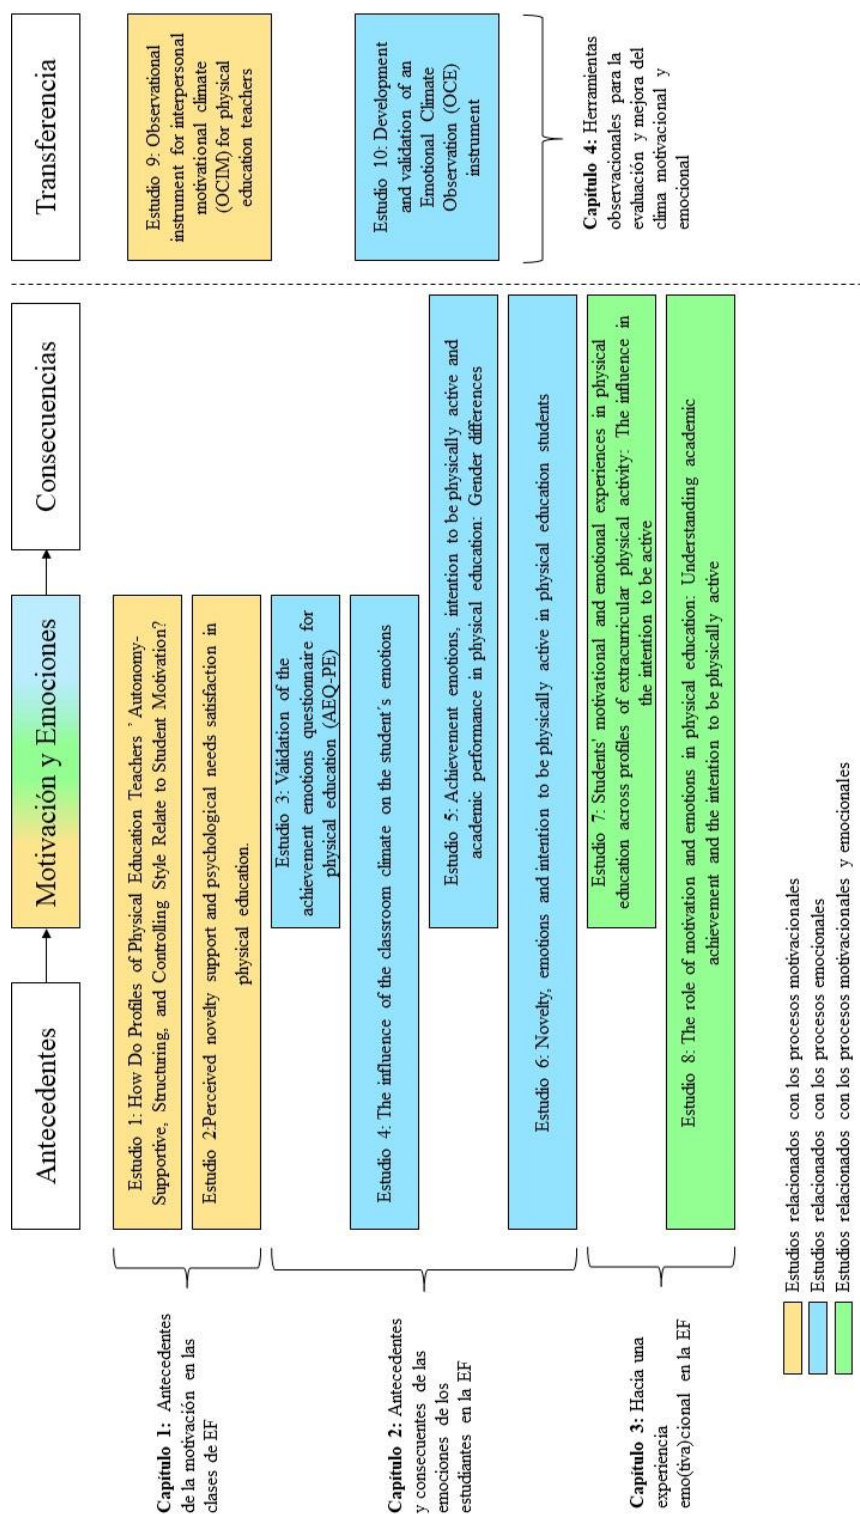 Antecedentes
Motivación y Emociones
Consecuencias
Transferencia
Capítulo 1: Antecedentes
de la motivación en las
clases de EF
Estudio 1: How Do Profiles of Physical Education Teachers ’ Autonomy-
Supportive, Structuring, and Controlling Style Relate to Student Motivation?
Estudio 2:Perceived novelty support and psychological needs satisfaction in
physical education.
Capítulo 2: Antecedentes
y consecuentes de las
emociones de los
estudiantes en la EF
Estudio 3: Validation of the
achievement emotions questionnaire for
physical education (AEQ-PE)
Estudio 4: The influence of the classroom climate on the student´s emotions
Estudio 5: Achievement emotions, intention to be physically active and
academic performance in physical education: Gender differences
Estudio 6: Novelty, emotions and intention to be physically active in physical education students
Capítulo 3: Hacia una
experiencia
emo(tiva)cional en la EF
Estudio 7: Students' motivational and emotional experiences in physical
education across profiles of extracurricular physical activity: The influence in
the intention to be active
Estudio 8: The role of motivation and emotions in physical education: Understanding academic
achievement and the intention to be physically active
Estudio 9: Observational
instrument for interpersonal
motivational climate
(OCIM) for physical
education teachers
Estudio 10: Development
and validation of an
Emotional Climate
Observation (OCE)
instrument
Capítulo 4: Herramientas
observacionales para la
evaluación y mejora del
clima motivacional y
emocional
Estudios relacionados con los procesos motivacionales
Estudios relacionados con los procesos emocionales
Estudios relacionados con los procesos motivacionales y emocionales